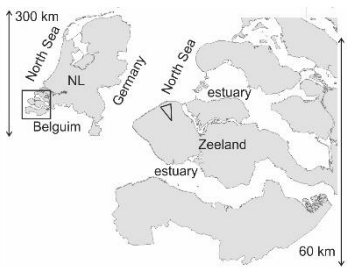 300 km
North Sea
NL
Germany
Belguim
North Sea
estuary
Zeeland
estuary
60 km